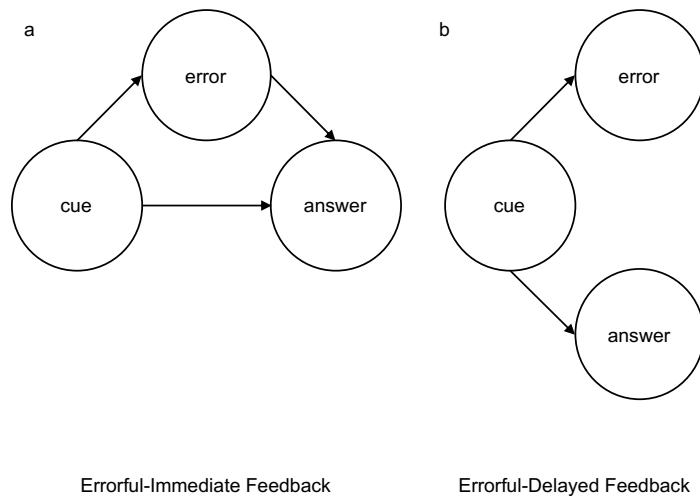 a
error
cue
answer
Errorful-Immediate Feedback
b
error
cue
answer
Errorful-Delayed Feedback